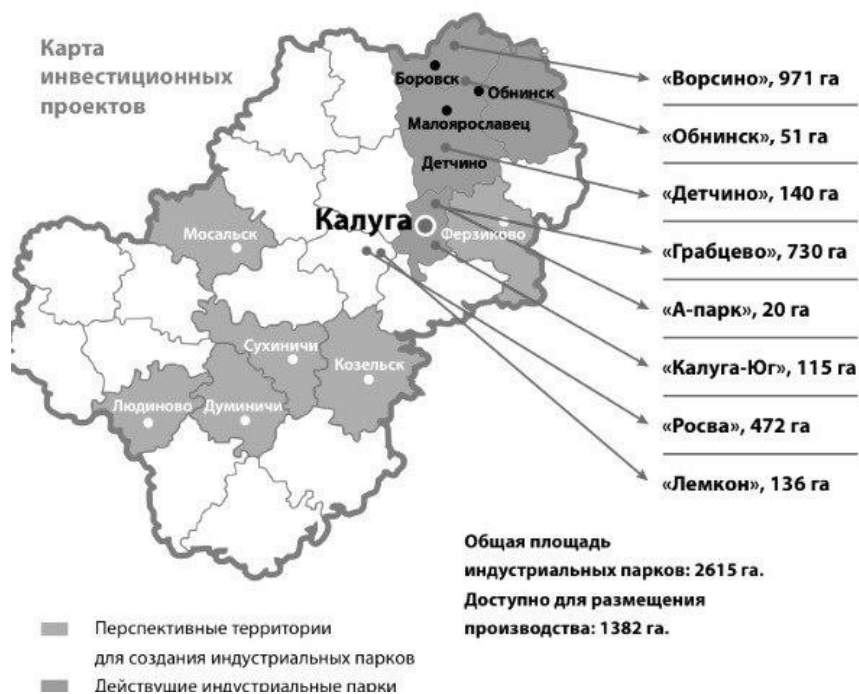 Карта
инвестиционных
проектов
Боровск
Обнинск
Малоярославец
Детчино
Калуга
Ферзиково
Мосальск
Сухиничи
Козельск
Людиново
Думиничи
«Ворсино», 971 га
«Обнинск», 51 га
«Детчино», 140 га
«Грабцево», 730 га
«А-парк», 20 га
«Калуга-Юг», 115 га
«Росва», 472 га
«Лемкон», 136 га
Общая площадь
индустриальных парков: 2615 га.
Доступно для размещения
производства: 1382 га.
Перспективные территории
для создания индустриальных парков
Действущие индустриальные парки